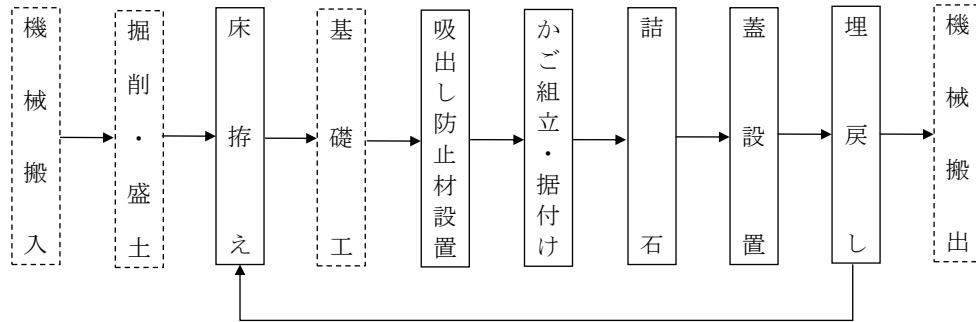 機械搬入
掘削・盛土
床拵え
基礎工
吸出し防止材設置
かご組立・据付け
詰石
蓋設置
埋戻し
機械搬出